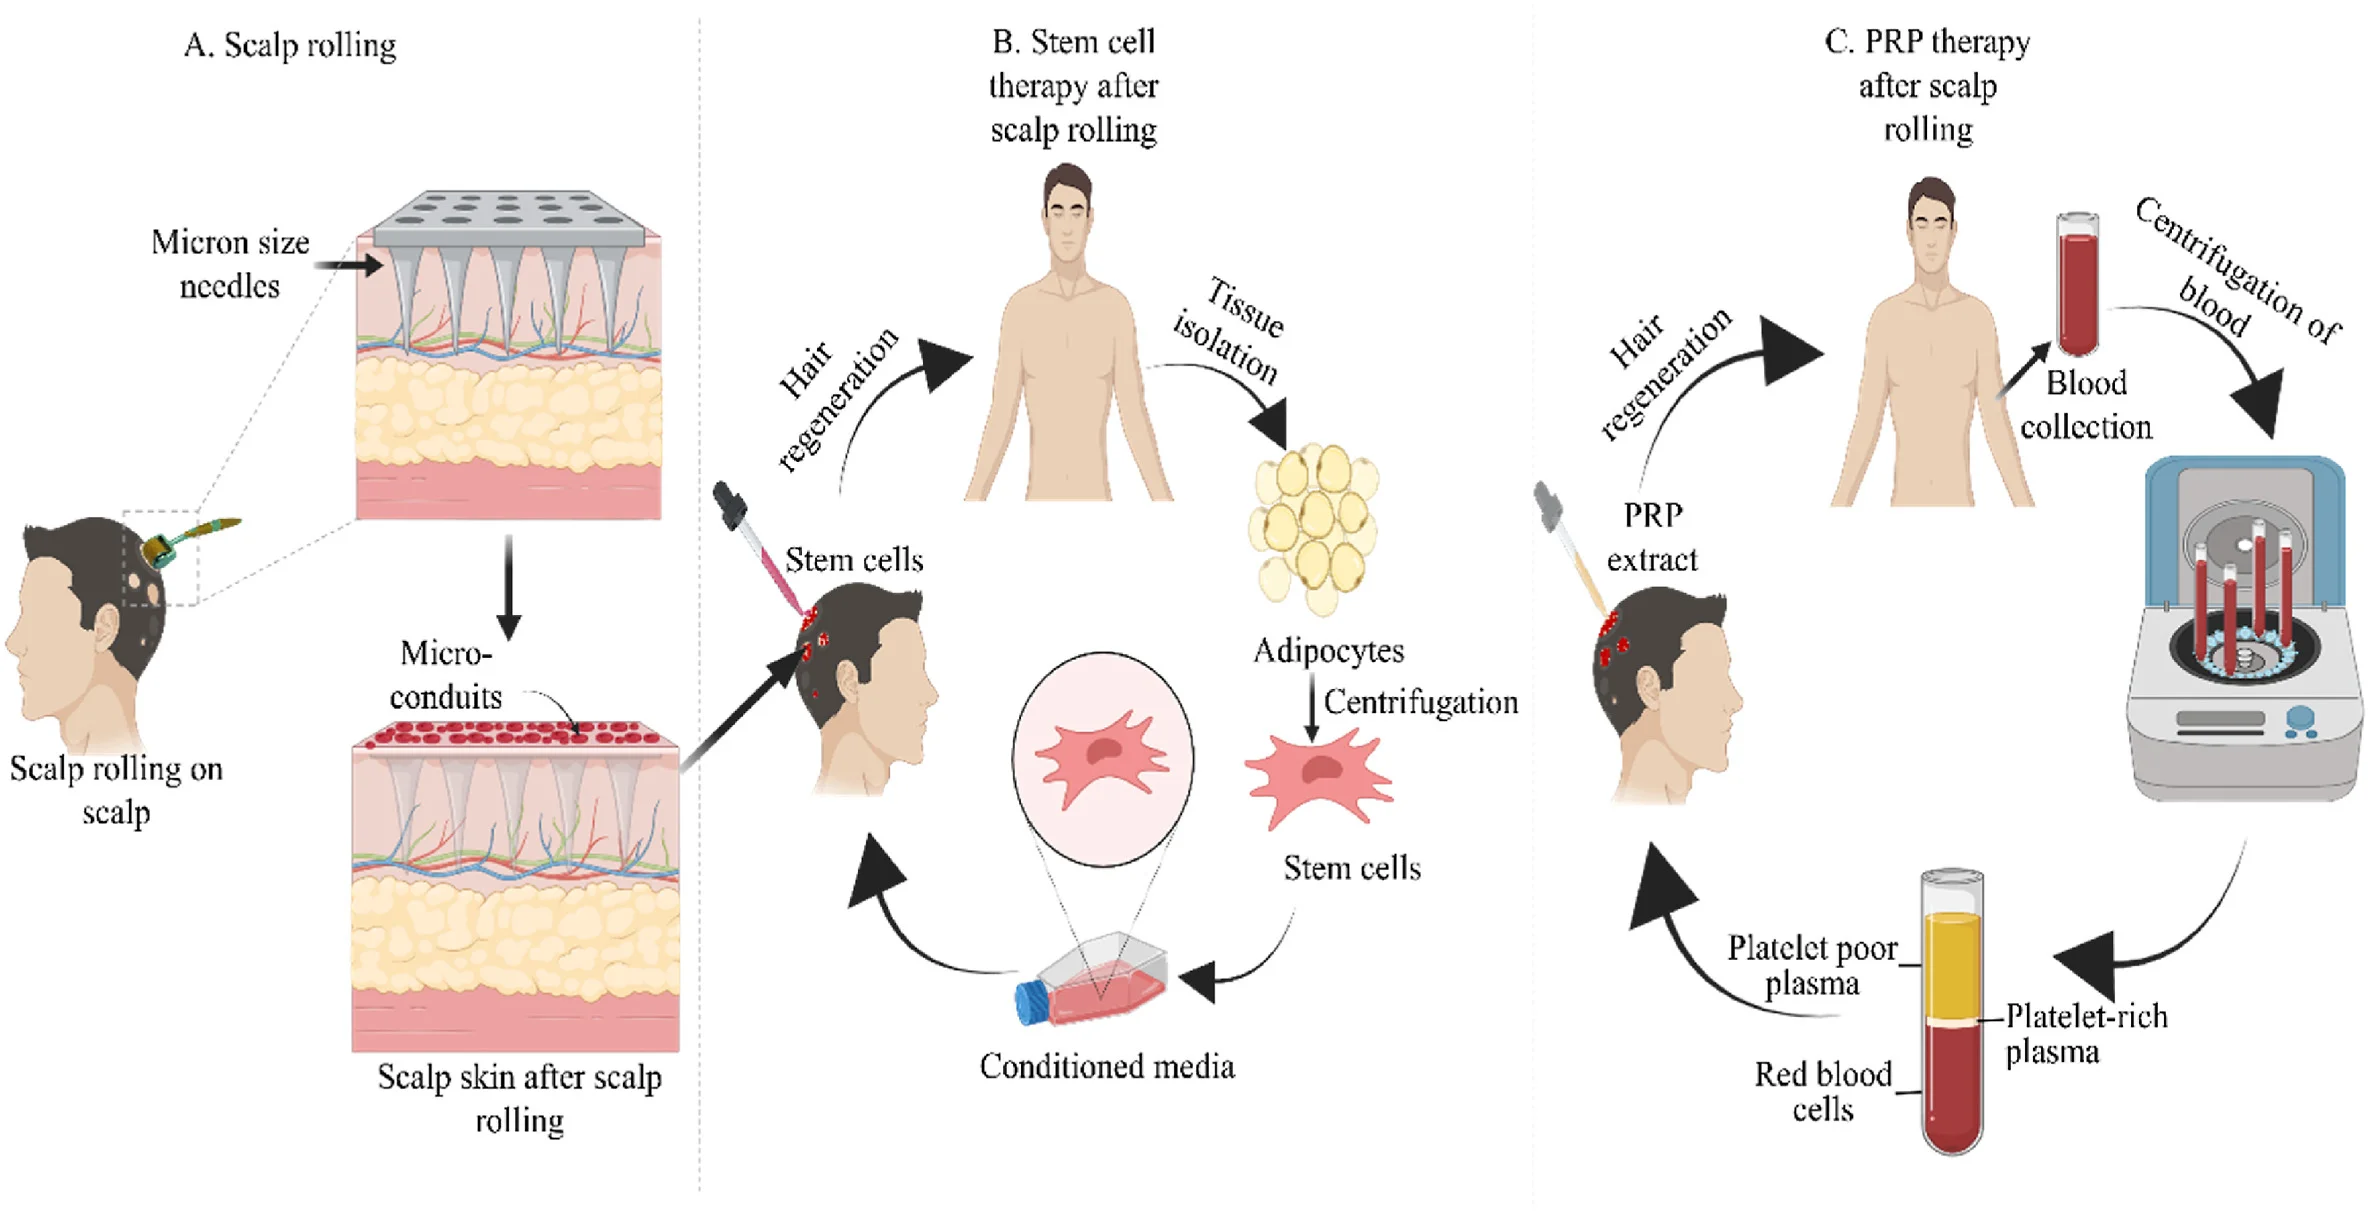 A. Scalp rolling
Micron size
needles
Scalp rolling on
scalp
Micro-
conduits
Scalp skin after scalp
rolling
B. Stem cell
therapy after
scalp rolling
Hair
regeneration
Tissue
isolation
Stem cells
Adipocytes
Centrifugation
Stem cells
Conditioned media
C. PRP therapy
after scalp
rolling
Hair
regeneration
Blood
collection
Centrifugation of
blood
PRP
extract
Platelet poor
plasma
Platelet-rich
plasma
Red blood
cells